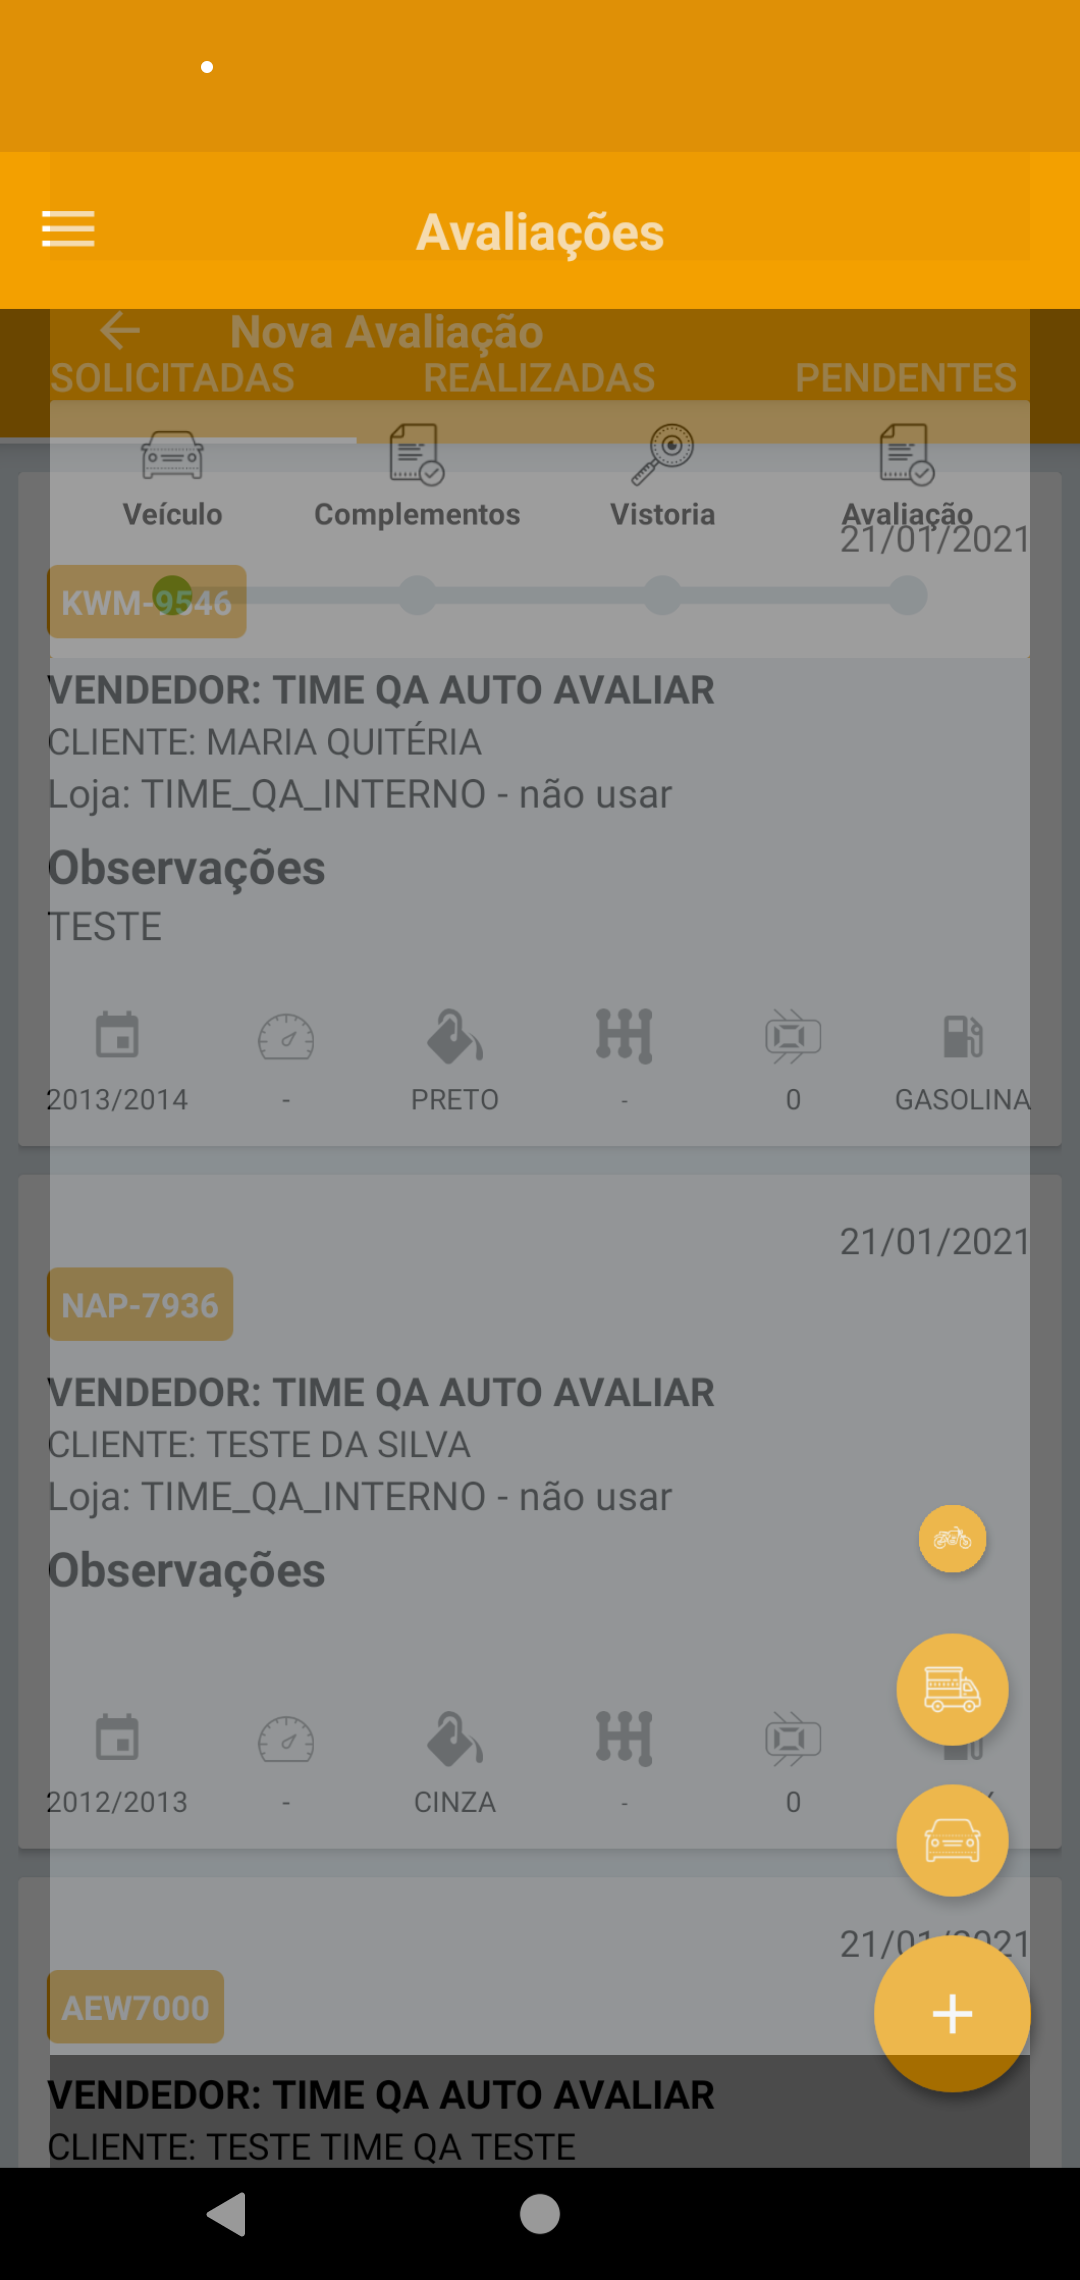 Avaliações
Nova Avaliação
SOLICITADAS REALIZADAS PENDENTES
Veículo Complementos Vistoria Avaliação
21/01/2021
KWM-9546
VENDEDOR: TIME QA AUTO AVALIAR
CLIENTE: MARIA QUITÉRIA
Loja: TIME_QA_INTERNO - não usar
Observações
TESTE
2013/2014 - PRETO - 0 GASOLINA
21/01/2021
NAP-7936
VENDEDOR: TIME QA AUTO AVALIAR
CLIENTE: TESTE DA SILVA
Loja: TIME_QA_INTERNO - não usar
Observações
2012/2013 - CINZA - 0
21/01/2021
AEW7000
VENDEDOR: TIME QA AUTO AVALIAR
CLIENTE: TESTE TIME QA TESTE